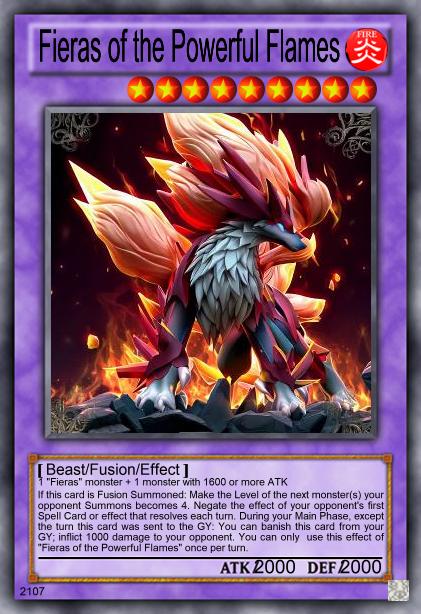 Fieras of the Powerful Flames
FIRE
炎
[ Beast/Fusion/Effect ]
1 "Fieras" monster + 1 monster with 1600 or more ATK
If this card is Fusion Summoned: Make the Level of the next monster(s) your
opponent Summons becomes 4. Negate the effect of your opponent's first
Spell Card or effect that resolves each turn. During your Main Phase, except
the turn this card was sent to the GY: You can banish this card from your
GY; inflict 1000 damage to your opponent. You can only use this effect of
"Fieras of the Powerful Flames" once per turn.
ATK/2000 DEF/2000
2107